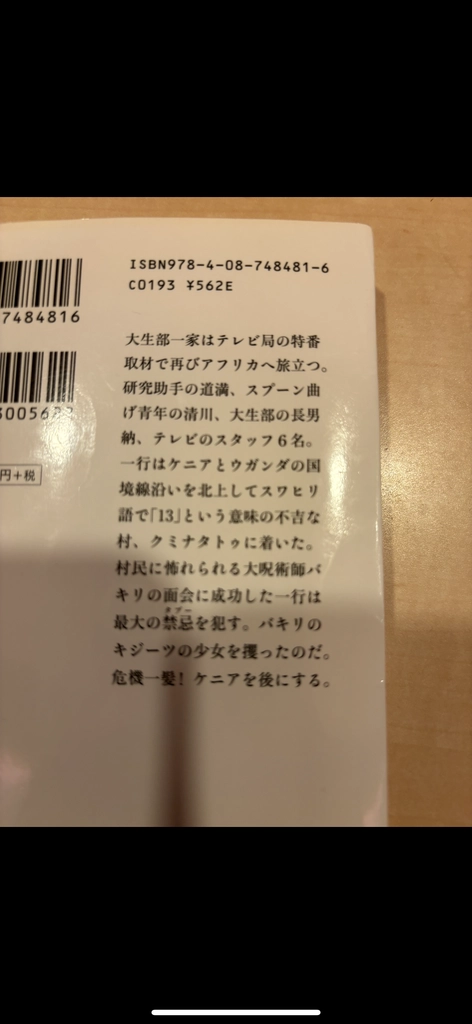 ISBN978-4-08-748481-6
C0193 ¥562E
7484816
円+税
大生部一家はテレビ局の特番
取材で再びアフリカへ旅立つ。
研究助手の道満、スプーン曲
げ青年の清川、大生部の長男
納、テレビのスタッフ6名。
一行はケニアとウガンダの国
境線沿いを北上してスワヒリ
語で「13」という意味の不吉な
村、クミナタトゥに着いた。
村民に怖れられる大呪術師バ
キリの面会に成功した一行は
最大の禁忌を犯す。バキリの
キジーツの少女を攫ったのだ。
危機一髪! ケニアを後にする。